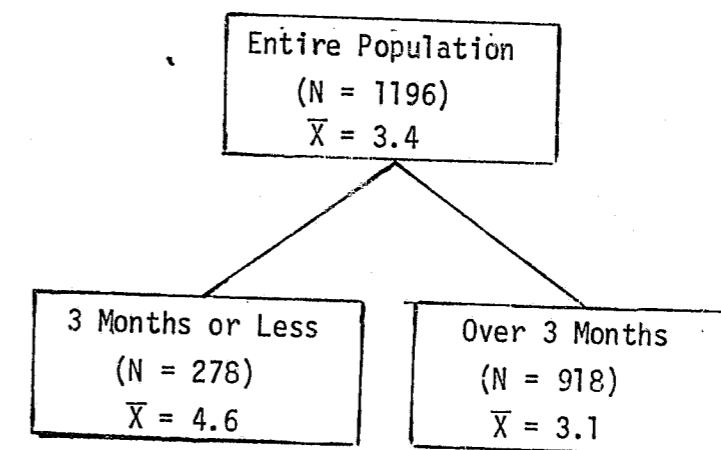 Entire Population
(N = 1196)
X̅ = 3.4
3 Months or Less
(N = 278)
X̅ = 4.6
Over 3 Months
(N = 918)
X̅ = 3.1